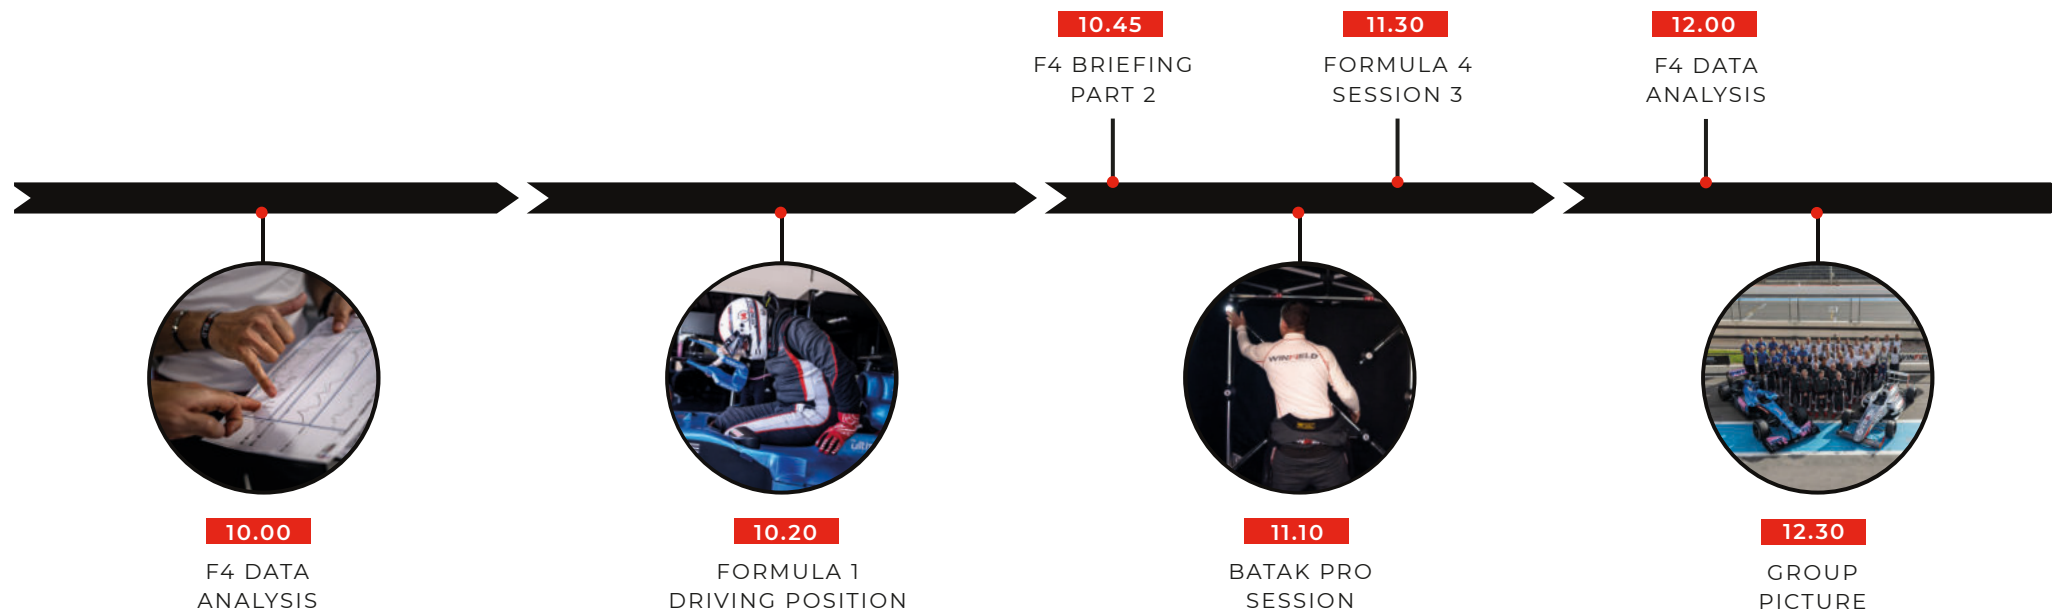 10.45
F4 BRIEFING
PART 2
11.30
FORMULA 4
SESSION 3
12.00
F4 DATA
ANALYSIS
WINFIELD
10.00
F4 DATA
ANALYSIS
10.20
FORMULA 1
DRIVING POSITION
11.10
BATAK PRO
SESSION
12.30
GROUP
PICTURE